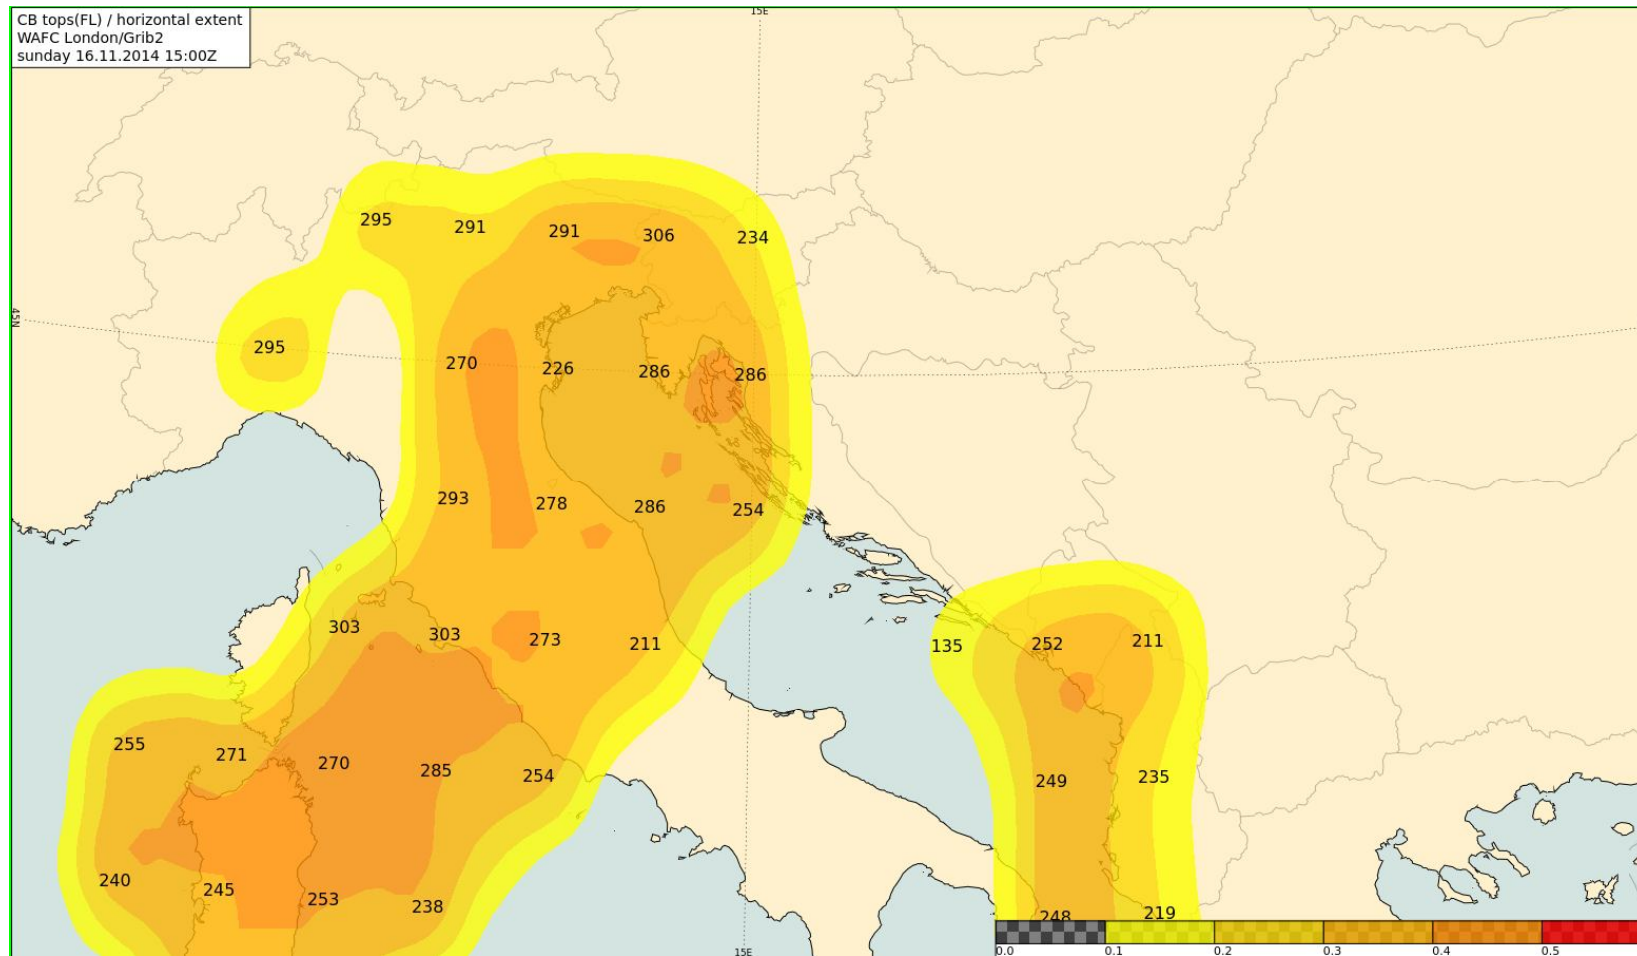 CB tops(FL) / horizontal extent
WAFC London/Grib2
sunday 16.11.2014 15:00Z
15E
295 291 291 306 234
45N
295 270 226 286 286
293 278 286 254
303 303 273 211 135 252 211
255 271 270 285 254 249 235
240 245 253 238 248 219
0.0 0.1 0.2 0.3 0.4 0.5
15E